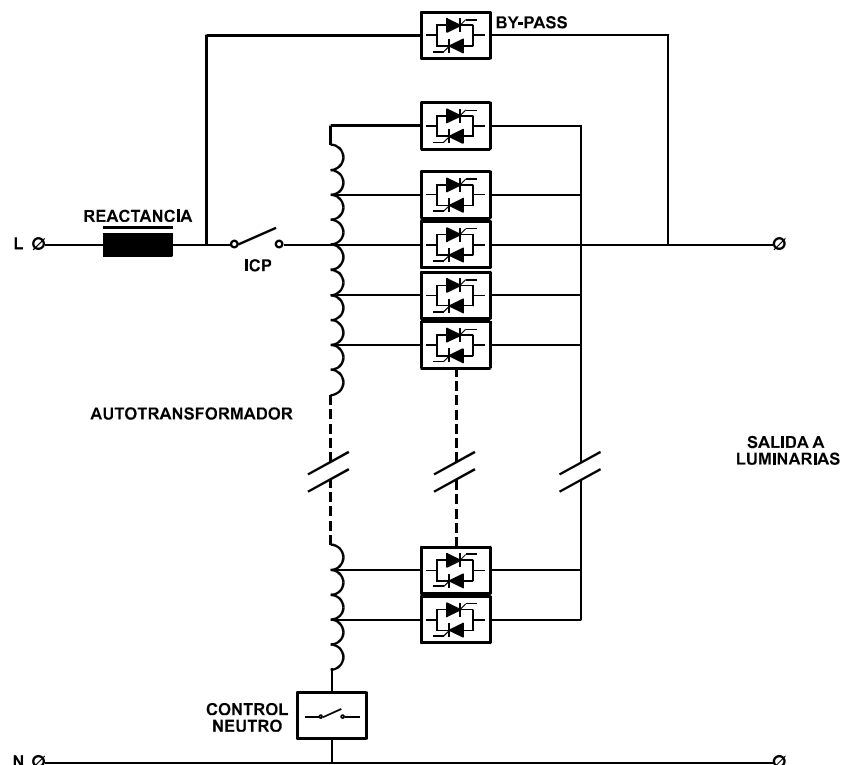 BY-PASS
REACTANCIA
L
ICP
AUTOTRANSFORMADOR
SALIDA A
LUMINARIAS
CONTROL
NEUTRO
N